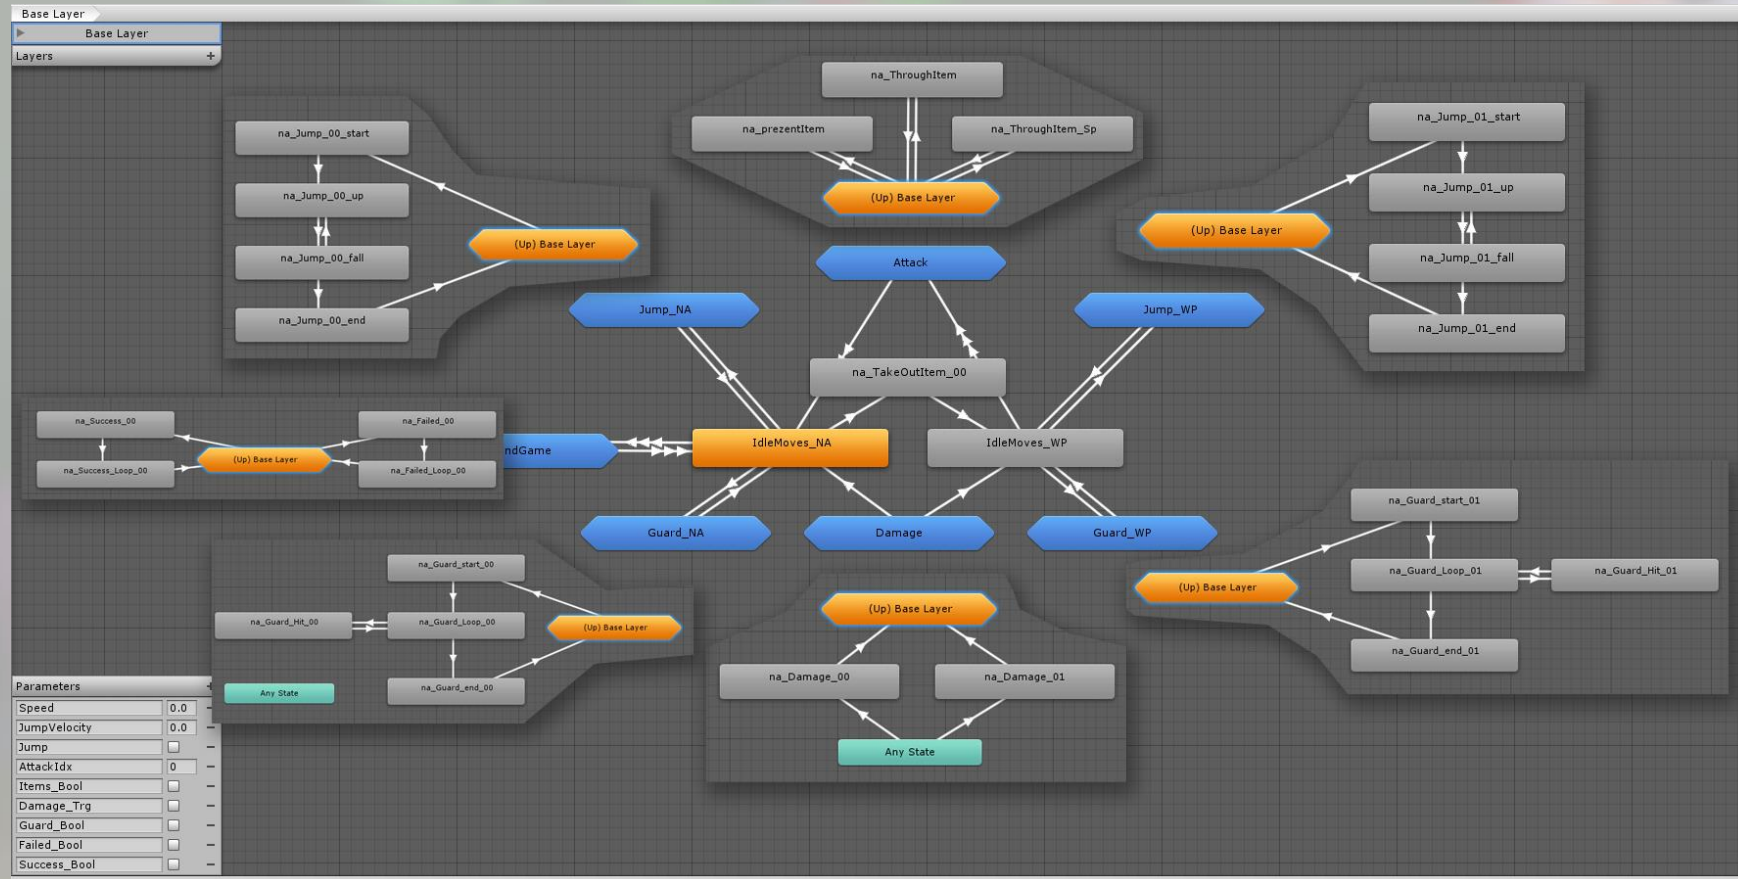 Base Layer
Base Layer
Layers +
na_Jump_00_start
na_Jump_00_up
na_Jump_00_fall
na_Jump_00_end
(Up) Base Layer
na_ThroughItem
na_prezentItem
na_ThroughItem_Sp
(Up) Base Layer
na_Jump_01_start
na_Jump_01_up
na_Jump_01_fall
na_Jump_01_end
(Up) Base Layer
Attack
Jump_NA
Jump_WP
na_TakeOutItem_00
IdleMoves_NA
IdleMoves_WP
ndGame
Guard_NA
Damage
Guard_WP
na_Success_00
na_Failed_00
(Up) Base Layer
na_Success_Loop_00
na_Failed_Loop_00
na_Guard_start_00
na_Guard_Hit_00
na_Guard_Loop_00
(Up) Base Layer
na_Guard_end_00
Any State
(Up) Base Layer
na_Damage_00
na_Damage_01
Any State
na_Guard_start_01
na_Guard_Loop_01
na_Guard_Hit_01
(Up) Base Layer
na_Guard_end_01
Parameters +
Speed 0.0 -
JumpVelocity 0.0 -
Jump -
AttackIdx 0 -
Items_Bool -
Damage_Trg -
Guard_Bool -
Failed_Bool -
Success_Bool -